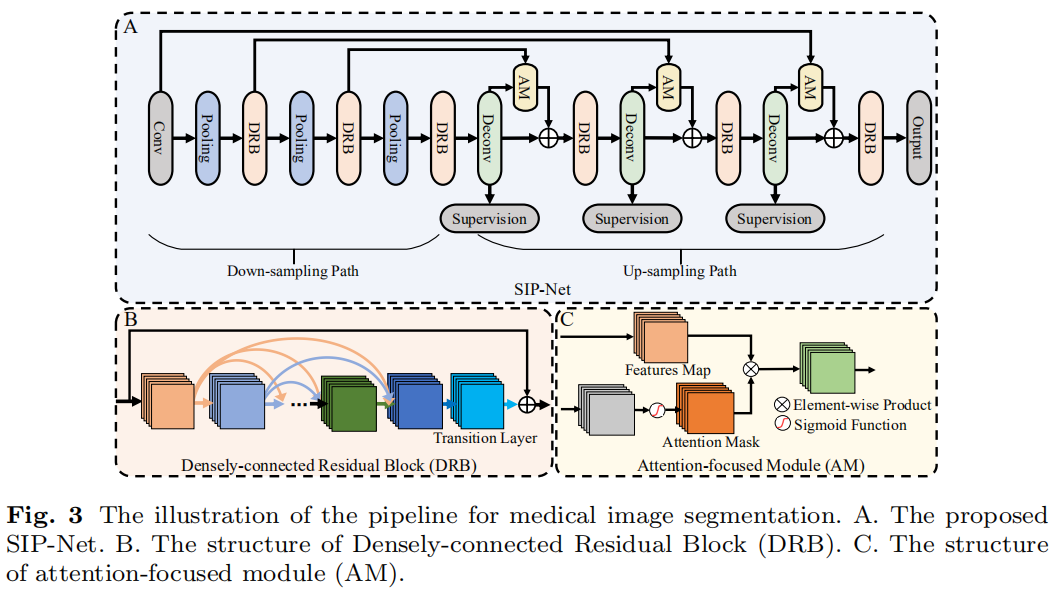 A
Conv
Pooling
DRB
Pooling
DRB
Pooling
DRB
Deconv
AM
DRB
Deconv
AM
DRB
Deconv
AM
DRB
Output
Supervision
Supervision
Supervision
Down-sampling Path
Up-sampling Path
SIP-Net
B
Transition Layer
Densely-connected Residual Block (DRB)
C
Features Map
Element-wise Product
Sigmoid Function
Attention Mask
Attention-focused Module (AM)
Fig. 3 The illustration of the pipeline for medical image segmentation. A. The proposed
SIP-Net. B. The structure of Densely-connected Residual Block (DRB). C. The structure
of attention-focused module (AM).